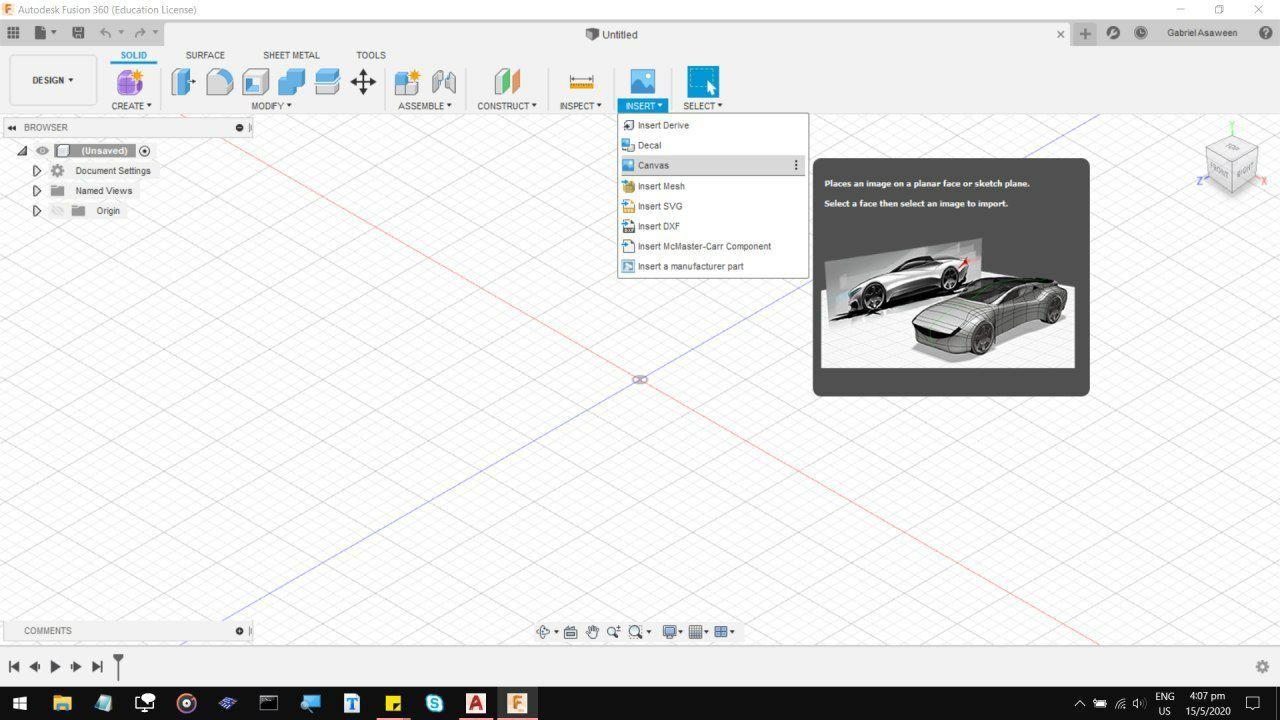 Autodesk Fusion 360 (Education License)
Untitled
Gabriel Asaween
SOLID
SURFACE
SHEET METAL
TOOLS
DESIGN
CREATE
MODIFY
ASSEMBLE
CONSTRUCT
INSPECT
INSERT
SELECT
BROWSER
(Unsaved)
Document Settings
Named Views
Origin
Insert Derive
Decal
Canvas
Insert Mesh
Insert SVG
Insert DXF
Insert McMaster-Carr Component
Insert a manufacturer part
Places an image on a planar face or sketch plane.
Select a face then select an image to import.
Y
TOP
FRONT
RIGHT
Z
X
COMMENTS
ENG
US
4:07 pm
15/5/2020